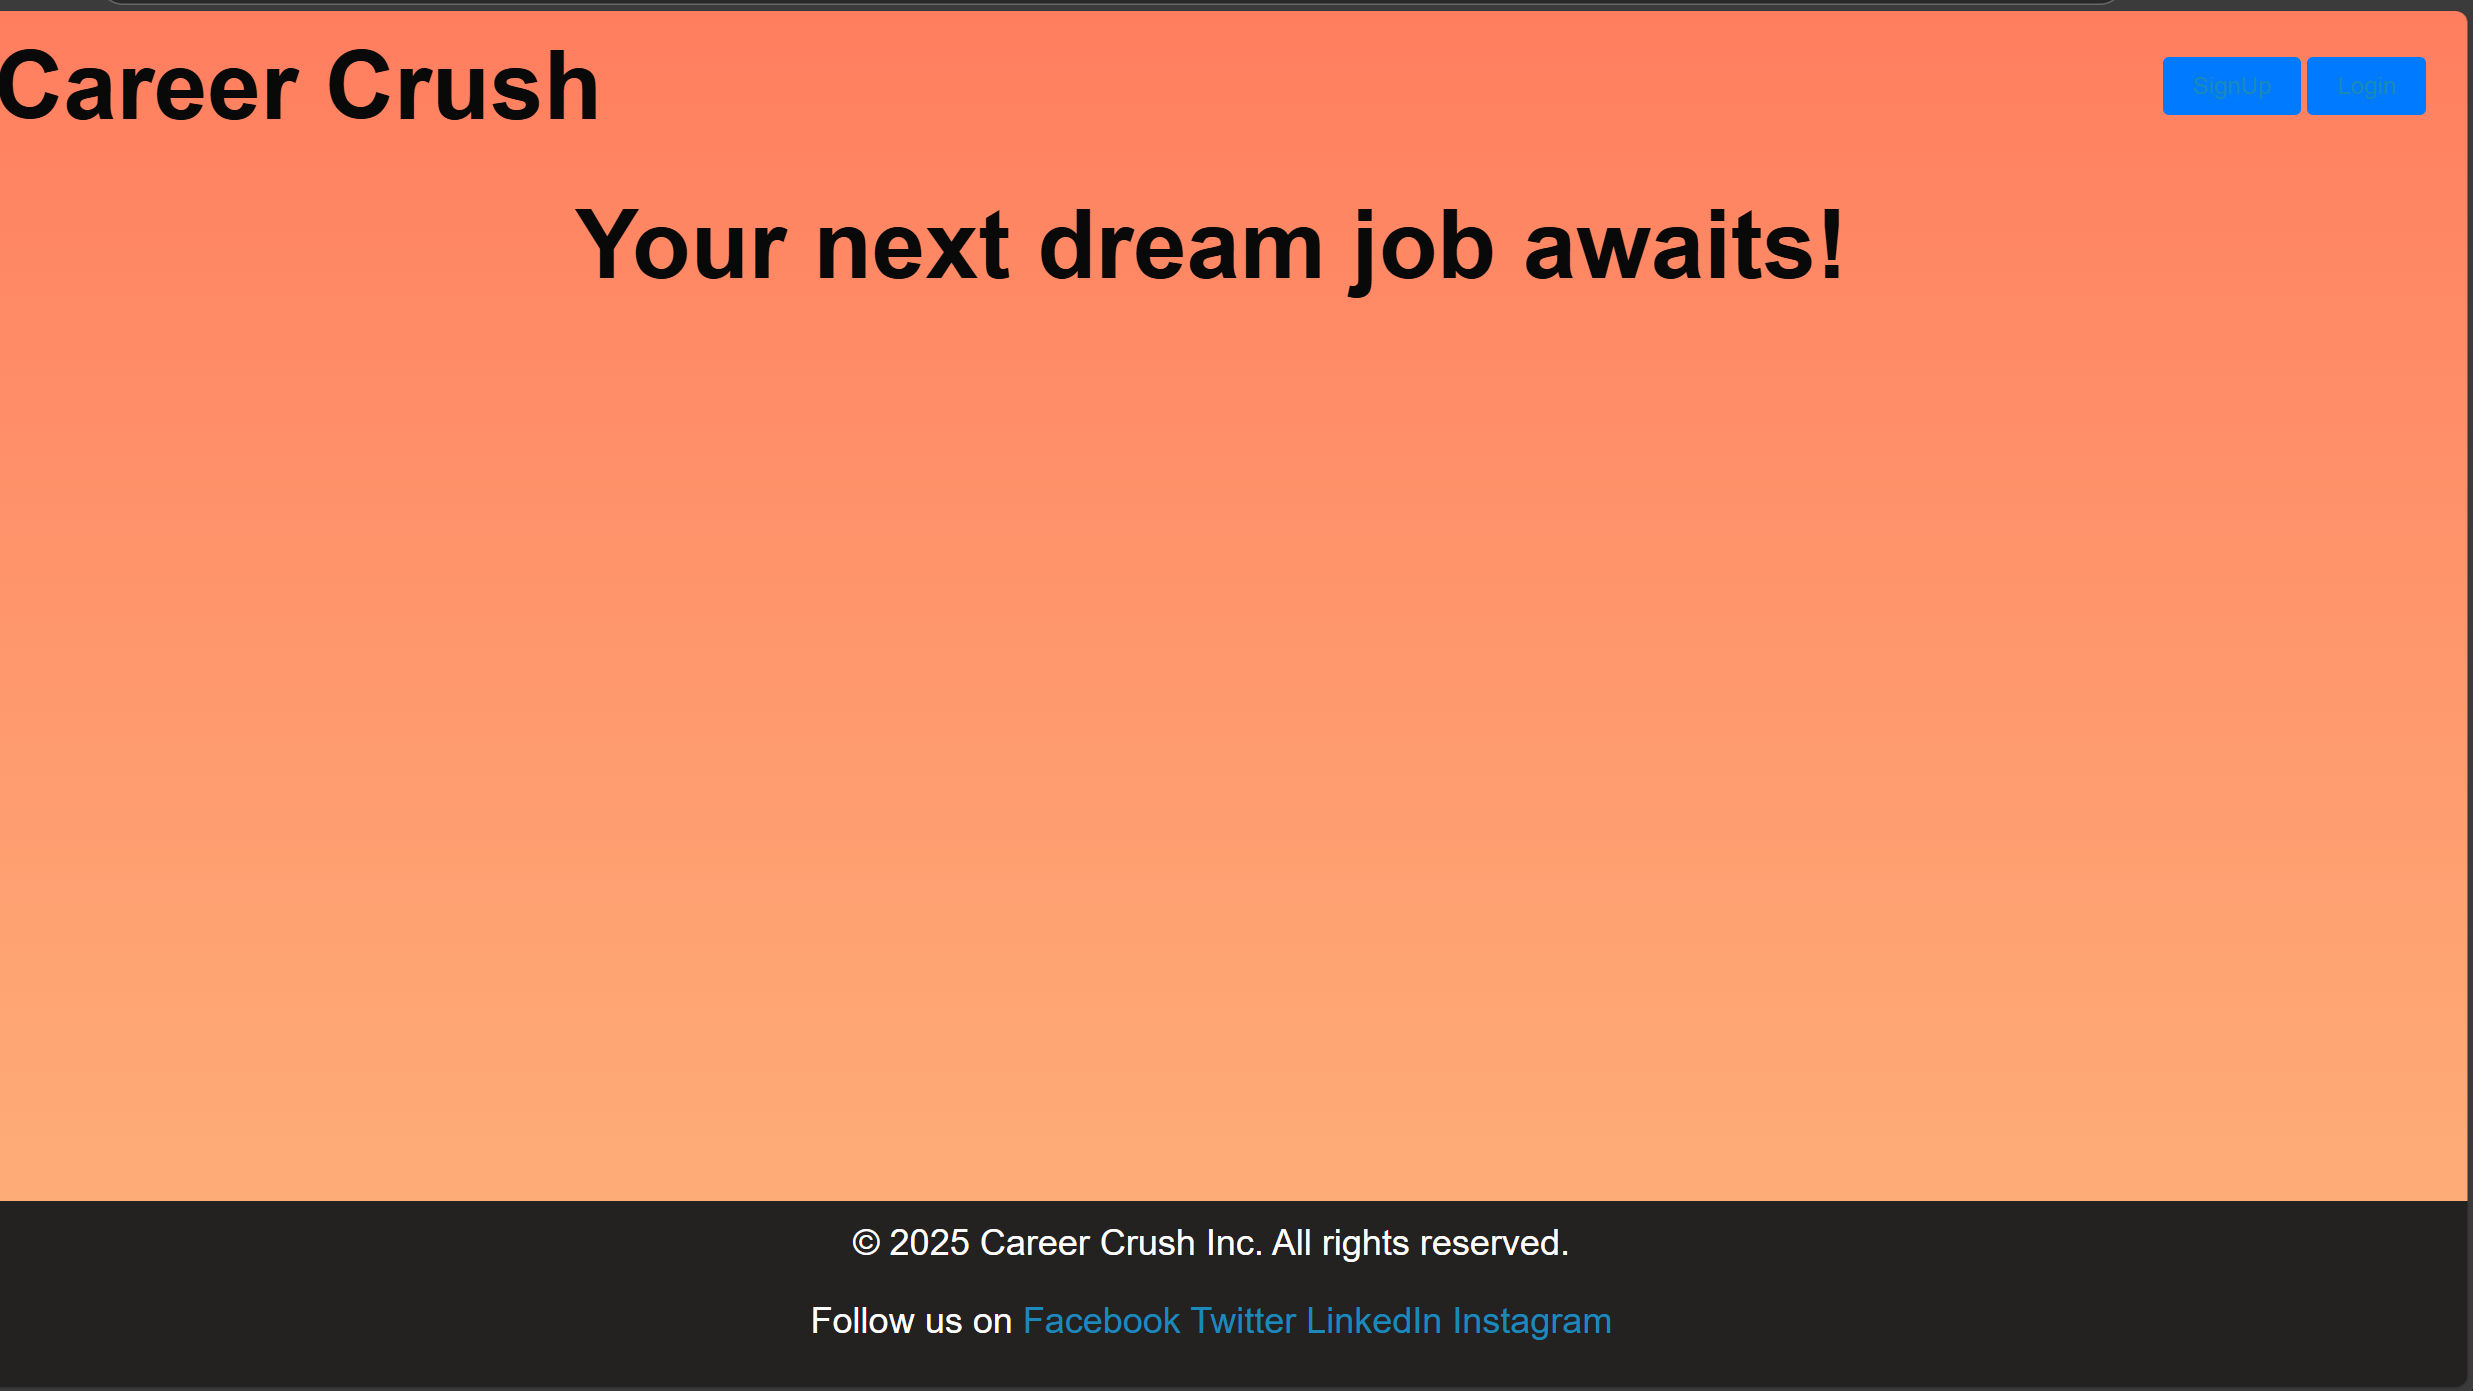 Career Crush
SignUp Login
Your next dream job awaits!
© 2025 Career Crush Inc. All rights reserved.
Follow us on Facebook Twitter LinkedIn Instagram